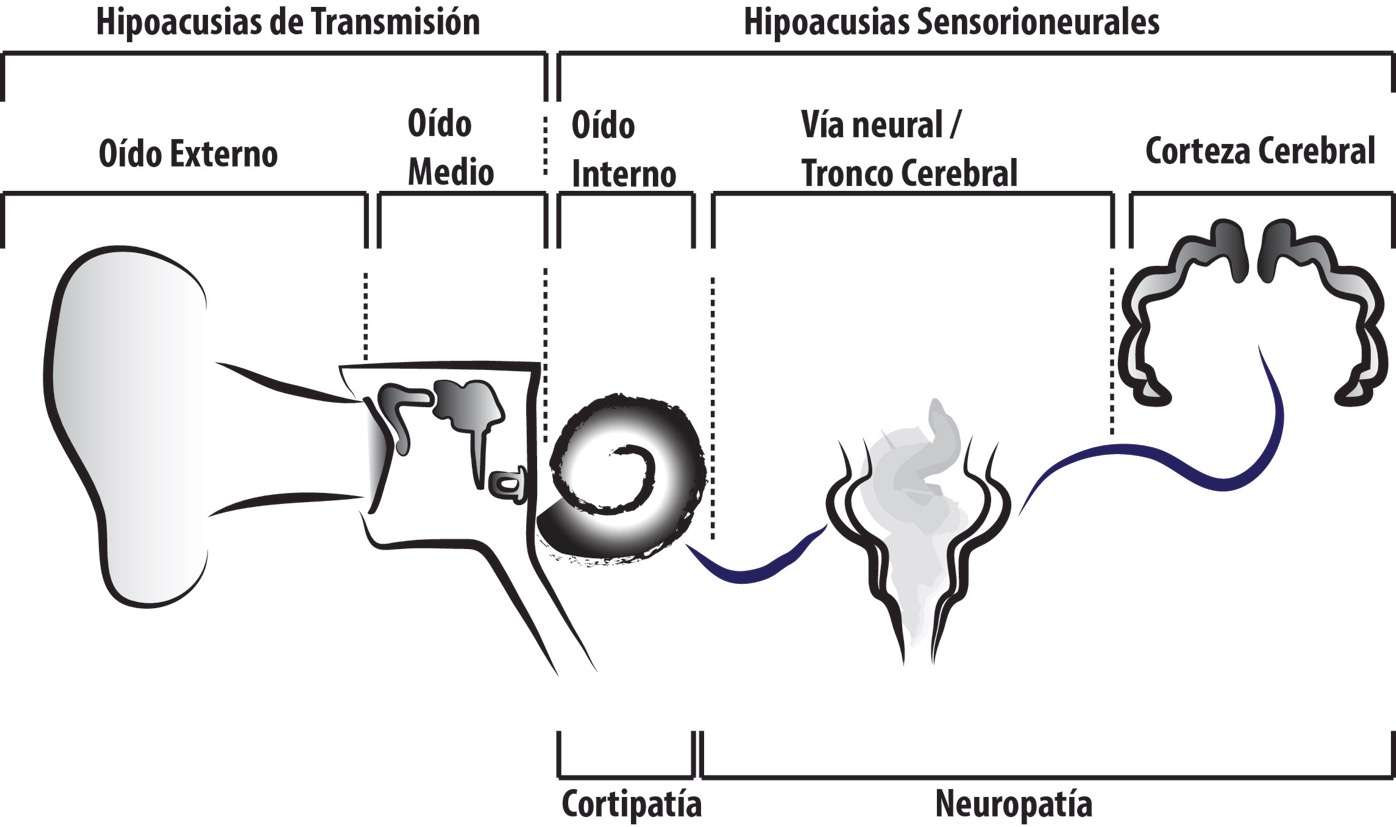 Hipoacusias de Transmisión
Hipoacusias Sensorioneurales
Oído Externo
Oído
Medio
Oído
Interno
Vía neural /
Tronco Cerebral
Corteza Cerebral
Cortipatía
Neuropatía